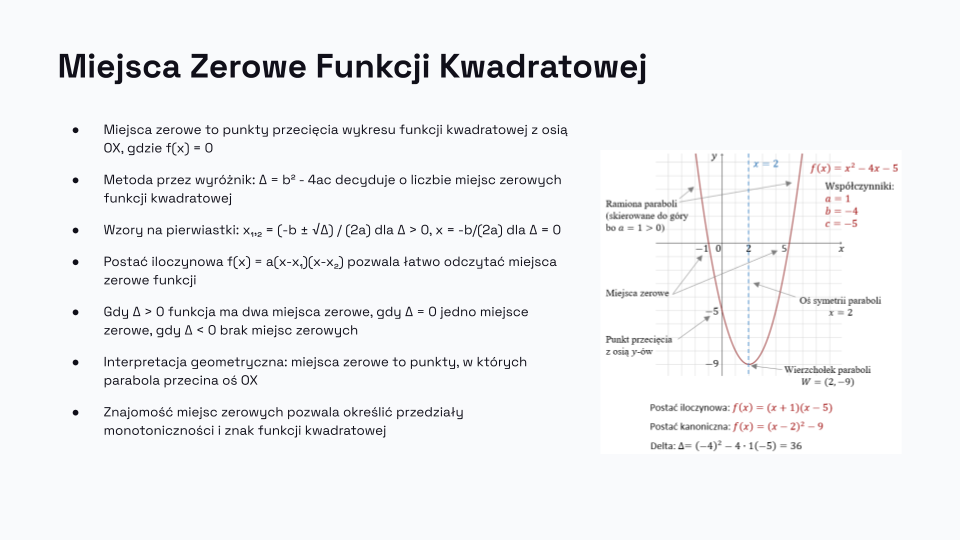 Miejsca Zerowe Funkcji Kwadratowej
● Miejsca zerowe to punkty przecięcia wykresu funkcji kwadratowej z osią
OX, gdzie f(x) = 0
● Metoda przez wyróżnik: Δ = b² - 4ac decyduje o liczbie miejsc zerowych
funkcji kwadratowej
● Wzory na pierwiastki: x₁,₂ = (-b ± √Δ) / (2a) dla Δ > 0, x = -b/(2a) dla Δ = 0
● Postać iloczynowa f(x) = a(x-x₁)(x-x₂) pozwala łatwo odczytać miejsca
zerowe funkcji
● Gdy Δ > 0 funkcja ma dwa miejsca zerowe, gdy Δ = 0 jedno miejsce
zerowe, gdy Δ < 0 brak miejsc zerowych
● Interpretacja geometryczna: miejsca zerowe to punkty, w których
parabola przecina oś OX
● Znajomość miejsc zerowych pozwala określić przedziały
monotoniczności i znak funkcji kwadratowej
y
x = 2
f(x) = x² − 4x − 5
Współczynniki:
a = 1
b = −4
c = −5
Ramiona paraboli
(skierowane do góry
bo a = 1 > 0)
−1 0 2 5 x
Miejsca zerowe
Oś symetrii paraboli
x = 2
−5
Punkt przecięcia
z osią y-ów
−9
Wierzchołek paraboli
W = (2, −9)
Postać iloczynowa: f(x) = (x + 1)(x − 5)
Postać kanoniczna: f(x) = (x − 2)² − 9
Delta: Δ= (−4)² − 4 · 1(−5) = 36